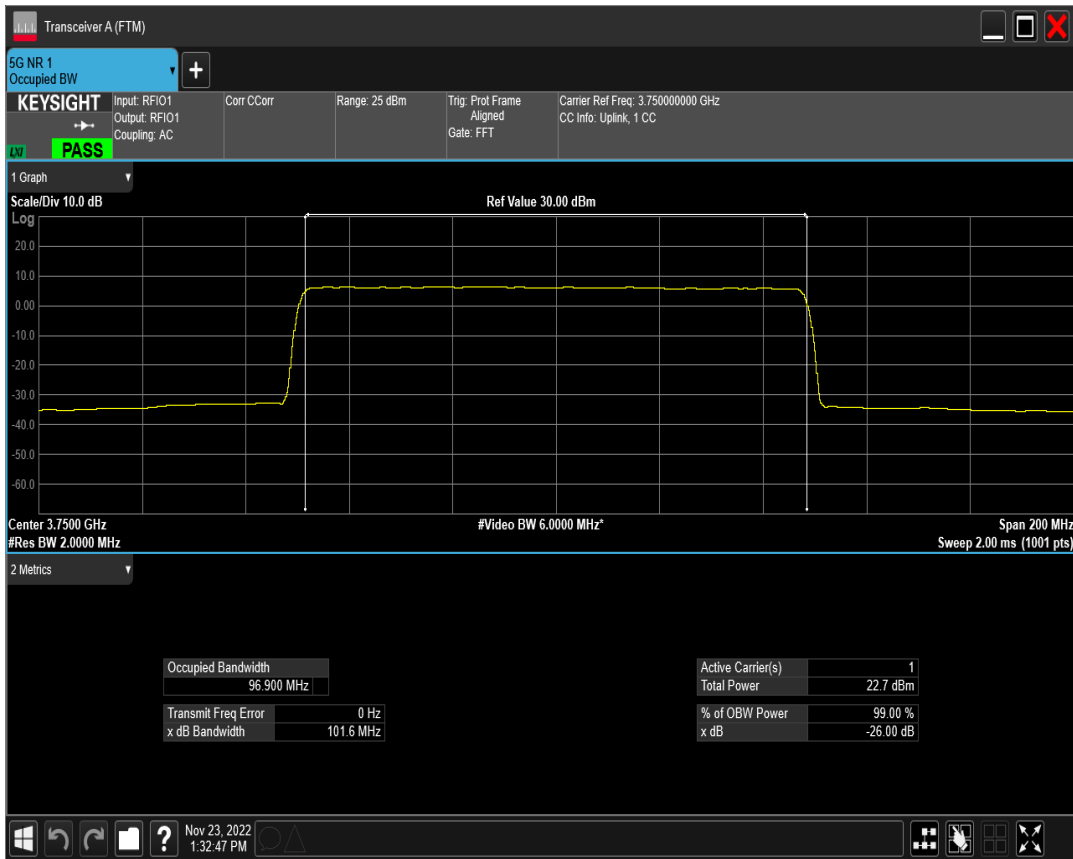 Transceiver A (FTM)
5G NR 1
Occupied BW
+
KEYSIGHT
LXI
PASS
Input: RFIO1
Output: RFIO1
Coupling: AC
Corr CCorr
Range: 25 dBm
Trig: Prot Frame
Aligned
Gate: FFT
Carrier Ref Freq: 3.750000000 GHz
CC Info: Uplink, 1 CC
1 Graph
Scale/Div 10.0 dB
Ref Value 30.00 dBm
Log
20.0
10.0
0.00
-10.0
-20.0
-30.0
-40.0
-50.0
-60.0
Center 3.7500 GHz
#Video BW 6.0000 MHz*
Span 200 MHz
#Res BW 2.0000 MHz
Sweep 2.00 ms (1001 pts)
2 Metrics
Occupied Bandwidth
96.900 MHz
Transmit Freq Error 0 Hz
x dB Bandwidth 101.6 MHz
Active Carrier(s) 1
Total Power 22.7 dBm
% of OBW Power 99.00 %
x dB -26.00 dB
?
Nov 23, 2022
1:32:47 PM